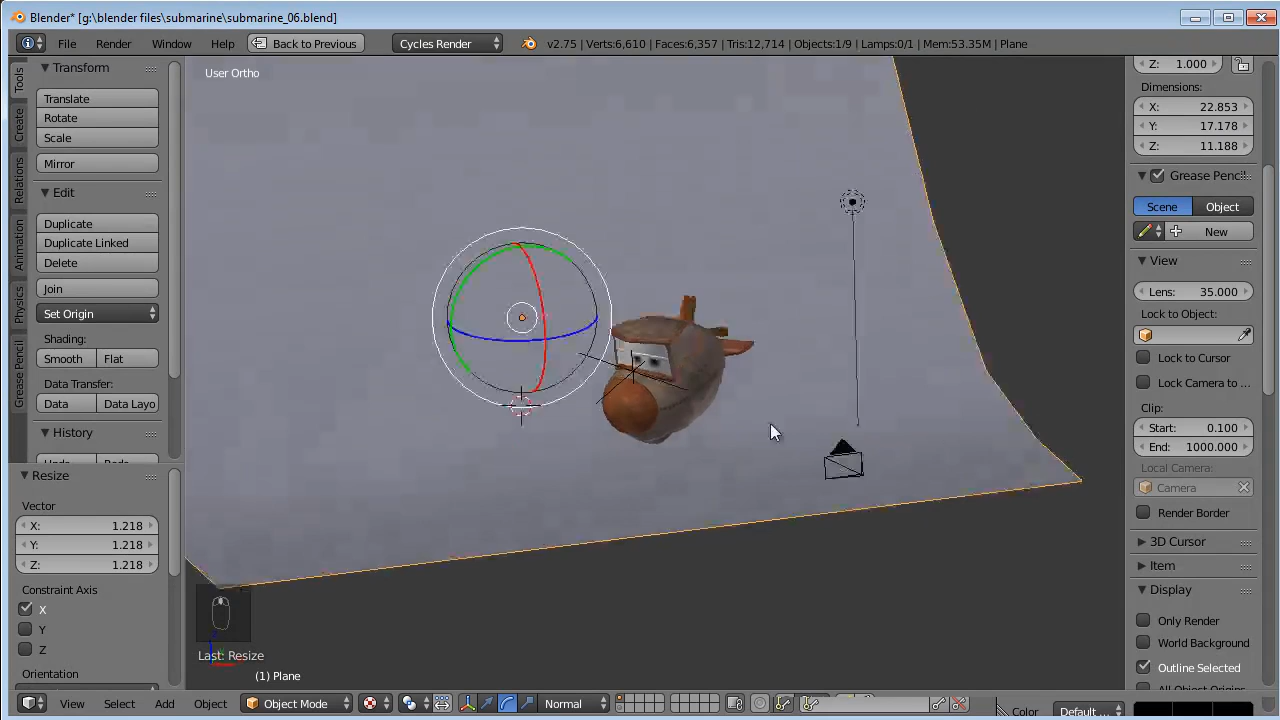 Blender* [g:\blender files\submarine\submarine_06.blend]
File Render Window Help Back to Previous Cycles Render v2.75 | Verts:6,610 | Faces:6,357 | Tris:12,714 | Objects:1/9 | Lamps:0/1 | Mem:53.35M | Plane
Tools
Create
Relations
Animation
Physics
Grease Pencil
Transform
Translate
Rotate
Scale
Mirror
Edit
Duplicate
Duplicate Linked
Delete
Join
Set Origin
Shading:
Smooth Flat
Data Transfer:
Data Data Layo
History
Resize
Vector
X: 1.218
Y: 1.218
Z: 1.218
Constraint Axis
X
Y
Z
Orientation
User Ortho
Last: Resize
(1) Plane
Z: 1.000
Dimensions:
X: 22.853
Y: 17.178
Z: 11.188
Grease Pencil
Scene Object
New
View
Lens: 35.000
Lock to Object:
Lock to Cursor
Lock Camera to ...
Clip:
Start: 0.100
End: 1000.000
Local Camera:
Camera
Render Border
3D Cursor
Item
Display
Only Render
World Background
Outline Selected
View Select Add Object Object Mode Normal Color Default ...